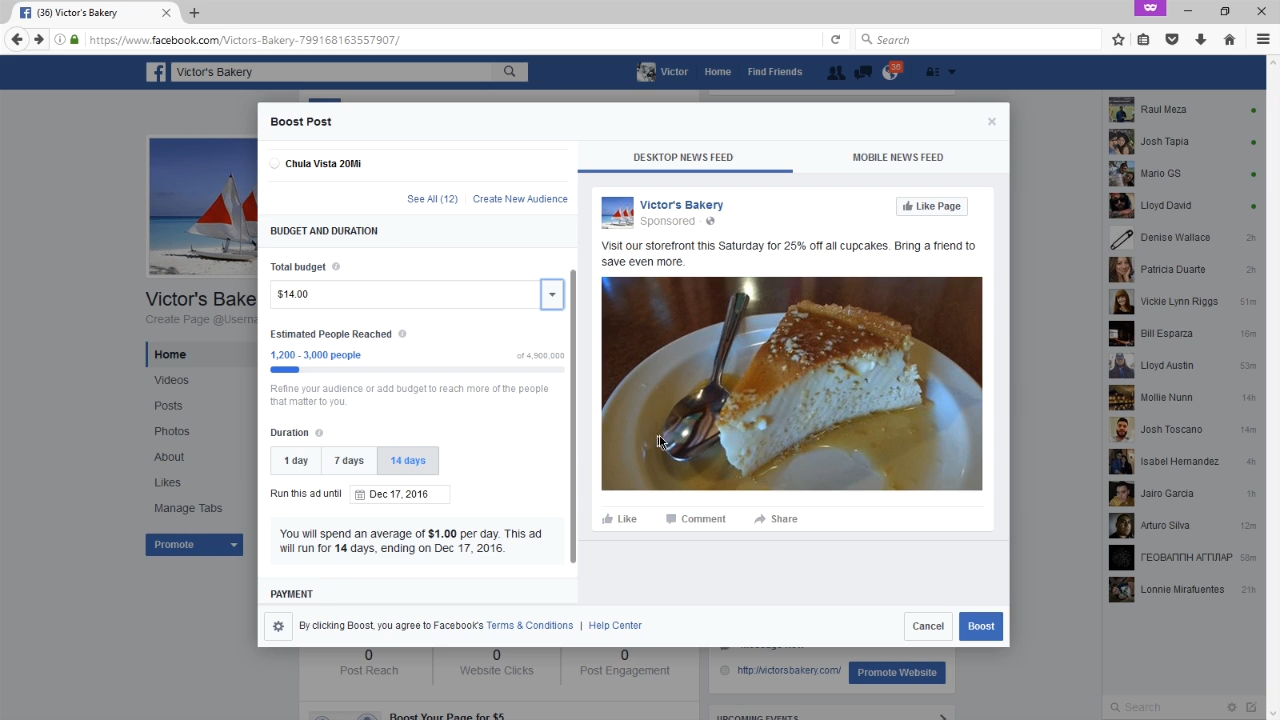 (36) Victor's Bakery
https://www.facebook.com/Victors-Bakery-799168163557907/
Search
Victor's Bakery
Victor
Home
Find Friends
36
Boost Post
Chula Vista 20Mi
See All (12)
Create New Audience
BUDGET AND DURATION
Total budget
$14.00
Estimated People Reached
1,200 - 3,000 people
of 4,900,000
Refine your audience or add budget to reach more of the people
that matter to you.
Duration
1 day
7 days
14 days
Run this ad until
Dec 17, 2016
You will spend an average of $1.00 per day. This ad
will run for 14 days, ending on Dec 17, 2016.
PAYMENT
DESKTOP NEWS FEED
MOBILE NEWS FEED
Victor's Bakery
Like Page
Sponsored
Visit our storefront this Saturday for 25% off all cupcakes. Bring a friend to
save even more.
Like
Comment
Share
By clicking Boost, you agree to Facebook's Terms & Conditions | Help Center
Cancel
Boost
Victor's Bake
Create Page @Userna
Home
Videos
Posts
Photos
About
Likes
Manage Tabs
Promote
0
Post Reach
0
Website Clicks
0
Post Engagement
Boost Your Page for $5
http://victorsbakery.com/
Promote Website
UPCOMING EVENTS
Raul Meza
Josh Tapia
Mario GS
Lloyd David
Denise Wallace 2h
Patricia Duarte 2h
Vickie Lynn Riggs 51m
Bill Esparza 16m
Lloyd Austin 53m
Mollie Nunn 14h
Josh Toscano 14h
Isabel Hernandez 4h
Jairo Garcia 1h
Arturo Silva 12m
58m
Lonnie Mirafuentes 21h
Search